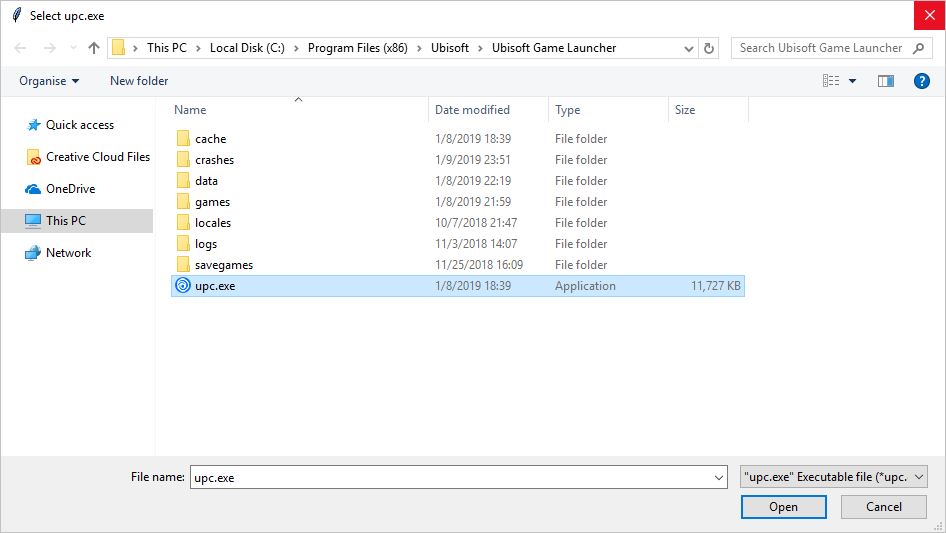 Select upc.exe
This PC > Local Disk (C:) > Program Files (x86) > Ubisoft > Ubisoft Game Launcher
Search Ubisoft Game Launcher
Organise
New folder
Quick access
Creative Cloud Files
OneDrive
This PC
Network
Name Date modified Type Size
cache 1/8/2019 18:39 File folder
crashes 1/9/2019 23:51 File folder
data 1/8/2019 22:19 File folder
games 1/8/2019 21:59 File folder
locales 10/7/2018 21:47 File folder
logs 11/3/2018 14:07 File folder
savegames 11/25/2018 16:09 File folder
upc.exe 1/8/2019 18:39 Application 11,727 KB
File name: upc.exe
"upc.exe" Executable file (*upc.
Open
Cancel